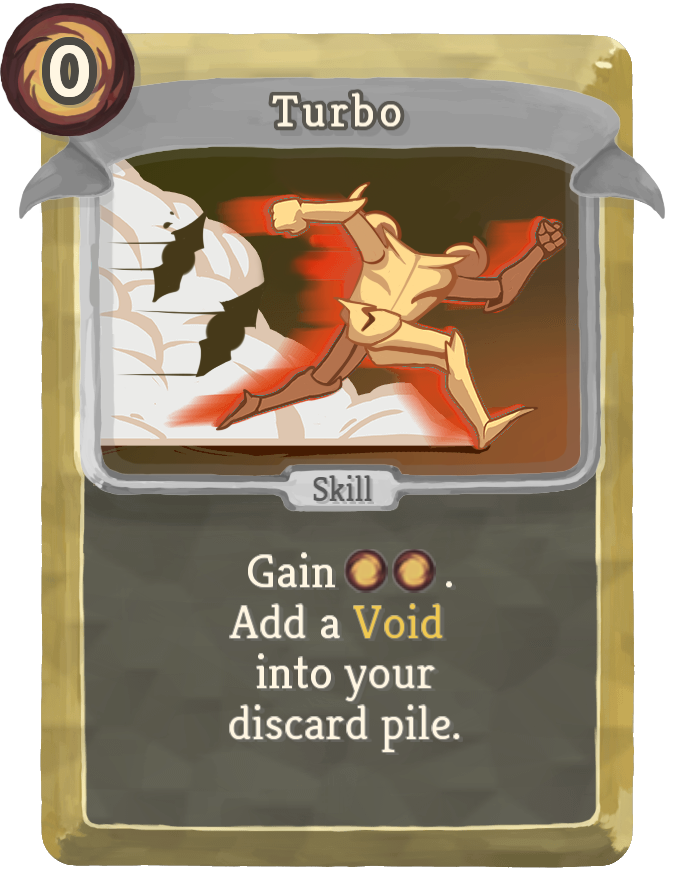 0
Turbo
Skill
Gain .
Add a Void
into your
discard pile.